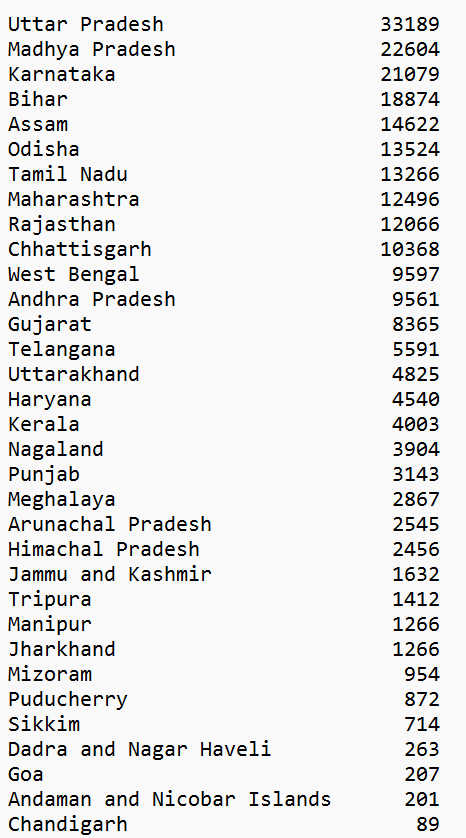 Uttar Pradesh 33189
Madhya Pradesh 22604
Karnataka 21079
Bihar 18874
Assam 14622
Odisha 13524
Tamil Nadu 13266
Maharashtra 12496
Rajasthan 12066
Chhattisgarh 10368
West Bengal 9597
Andhra Pradesh 9561
Gujarat 8365
Telangana 5591
Uttarakhand 4825
Haryana 4540
Kerala 4003
Nagaland 3904
Punjab 3143
Meghalaya 2867
Arunachal Pradesh 2545
Himachal Pradesh 2456
Jammu and Kashmir 1632
Tripura 1412
Manipur 1266
Jharkhand 1266
Mizoram 954
Puducherry 872
Sikkim 714
Dadra and Nagar Haveli 263
Goa 207
Andaman and Nicobar Islands 201
Chandigarh 89